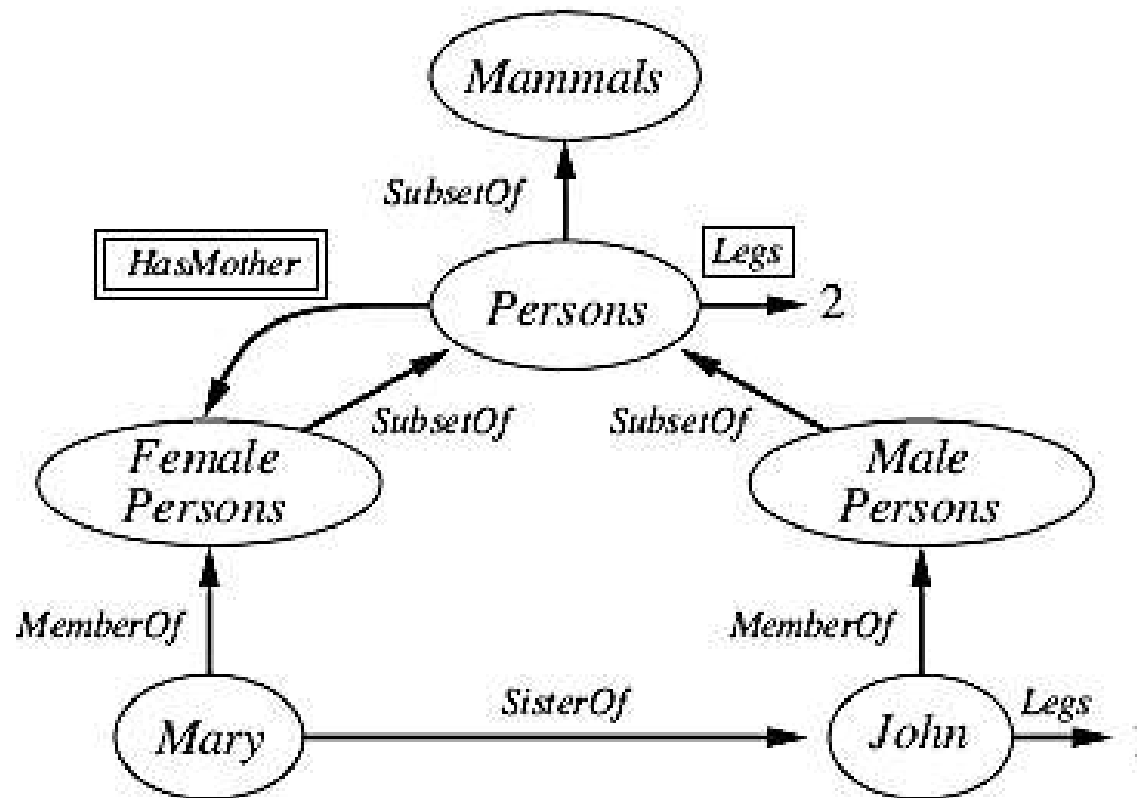 Mammals
SubsetOf
HasMother
Legs
Persons
2
SubsetOf
SubsetOf
Female
Persons
Male
Persons
MemberOf
MemberOf
Mary
SisterOf
John
Legs